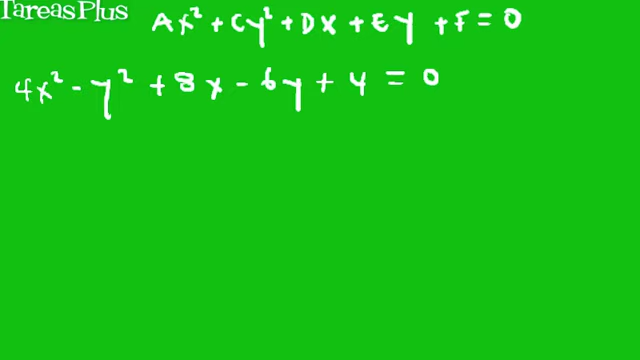 TareasPlus
Ax² + Cy² + Dx + Ey + F = 0
4x² - y² + 8x - 6y + 4 = 0